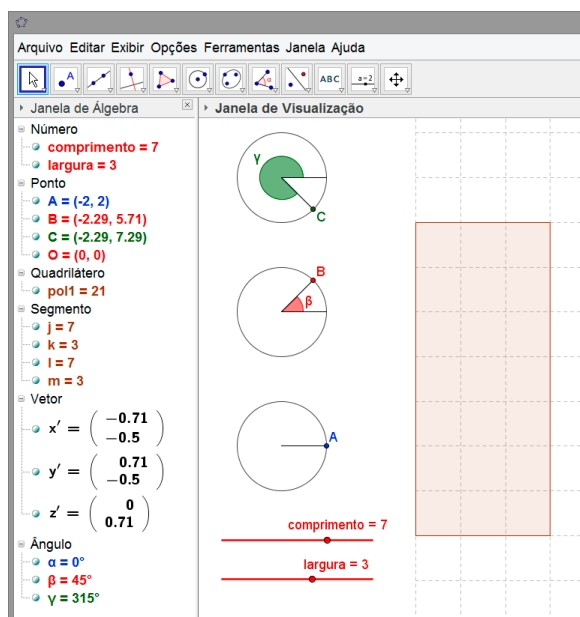 Arquivo Editar Exibir Opções Ferramentas Janela Ajuda
A
α
ABC
a=2
Janela de Álgebra
Janela de Visualização
Número
comprimento = 7
largura = 3
Ponto
A = (-2, 2)
B = (-2.29, 5.71)
C = (-2.29, 7.29)
O = (0, 0)
Quadrilátero
pol1 = 21
Segmento
j = 7
k = 3
l = 7
m = 3
Vetor
x′ = ( −0.71
−0.5 )
y′ = ( 0.71
−0.5 )
z′ = ( 0
0.71 )
Ângulo
α = 0°
β = 45°
γ = 315°
γ
C
B
β
A
comprimento = 7
largura = 3